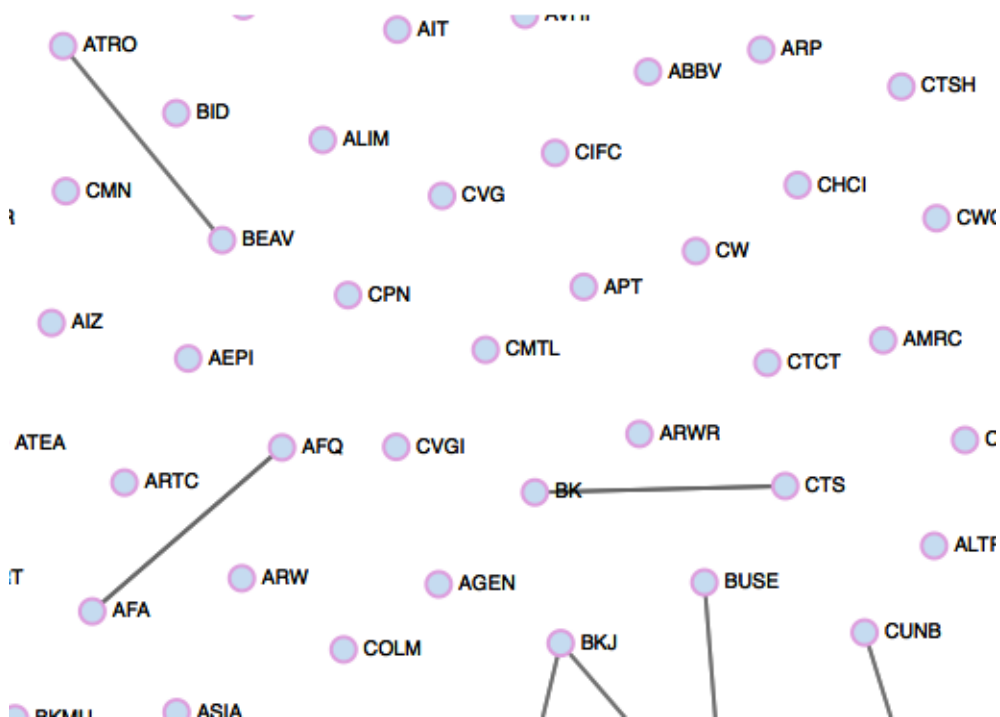 AIT
ATRO
ARP
ABBV
CTSH
BID
ALIM
CIFC
CHCI
CMN
CVG
BEAV
CW
APT
CPN
AIZ
AMRC
CMTL
AEPI
CTCT
ARWR
ATEA
AFQ
CVGI
ARTC
CTS
BK
ARW
BUSE
AGEN
AFA
CUNB
BKJ
COLM
ASIA